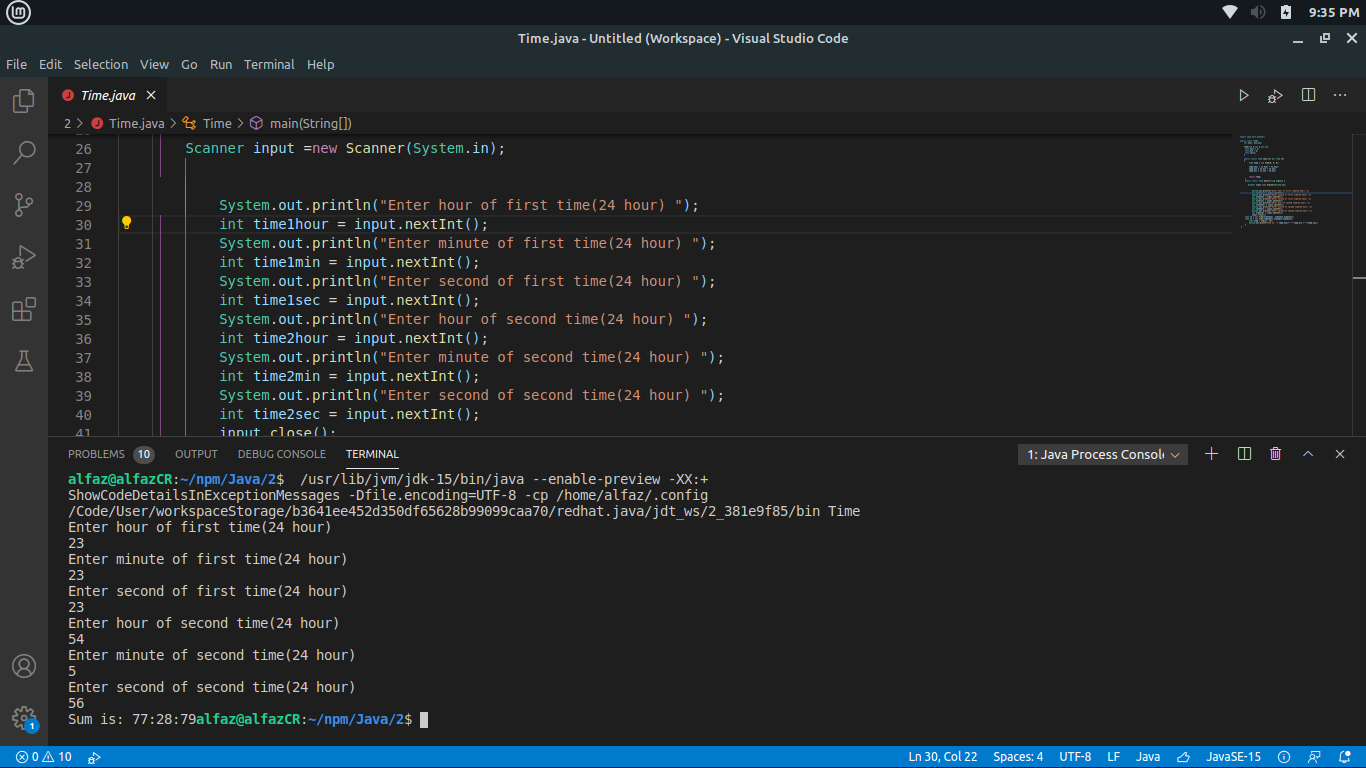 9:35 PM
Time.java - Untitled (Workspace) - Visual Studio Code
File Edit Selection View Go Run Terminal Help
J Time.java
2 > J Time.java > Time > main(String[])
26 Scanner input =new Scanner(System.in);
27
28
29 System.out.println("Enter hour of first time(24 hour) ");
30 int time1hour = input.nextInt();
31 System.out.println("Enter minute of first time(24 hour) ");
32 int time1min = input.nextInt();
33 System.out.println("Enter second of first time(24 hour) ");
34 int time1sec = input.nextInt();
35 System.out.println("Enter hour of second time(24 hour) ");
36 int time2hour = input.nextInt();
37 System.out.println("Enter minute of second time(24 hour) ");
38 int time2min = input.nextInt();
39 System.out.println("Enter second of second time(24 hour) ");
40 int time2sec = input.nextInt();
41 input.close();
PROBLEMS 10 OUTPUT DEBUG CONSOLE TERMINAL 1: Java Process Console
alfaz@alfazCR:~/npm/Java/2$ /usr/lib/jvm/jdk-15/bin/java --enable-preview -XX:+
ShowCodeDetailsInExceptionMessages -Dfile.encoding=UTF-8 -cp /home/alfaz/.config
/Code/User/workspaceStorage/b3641ee452d350df65628b99099caa70/redhat.java/jdt_ws/2_381e9f85/bin Time
Enter hour of first time(24 hour)
23
Enter minute of first time(24 hour)
23
Enter second of first time(24 hour)
23
Enter hour of second time(24 hour)
54
Enter minute of second time(24 hour)
5
Enter second of second time(24 hour)
56
Sum is: 77:28:79alfaz@alfazCR:~/npm/Java/2$
1
0 10 Ln 30, Col 22 Spaces: 4 UTF-8 LF Java JavaSE-15